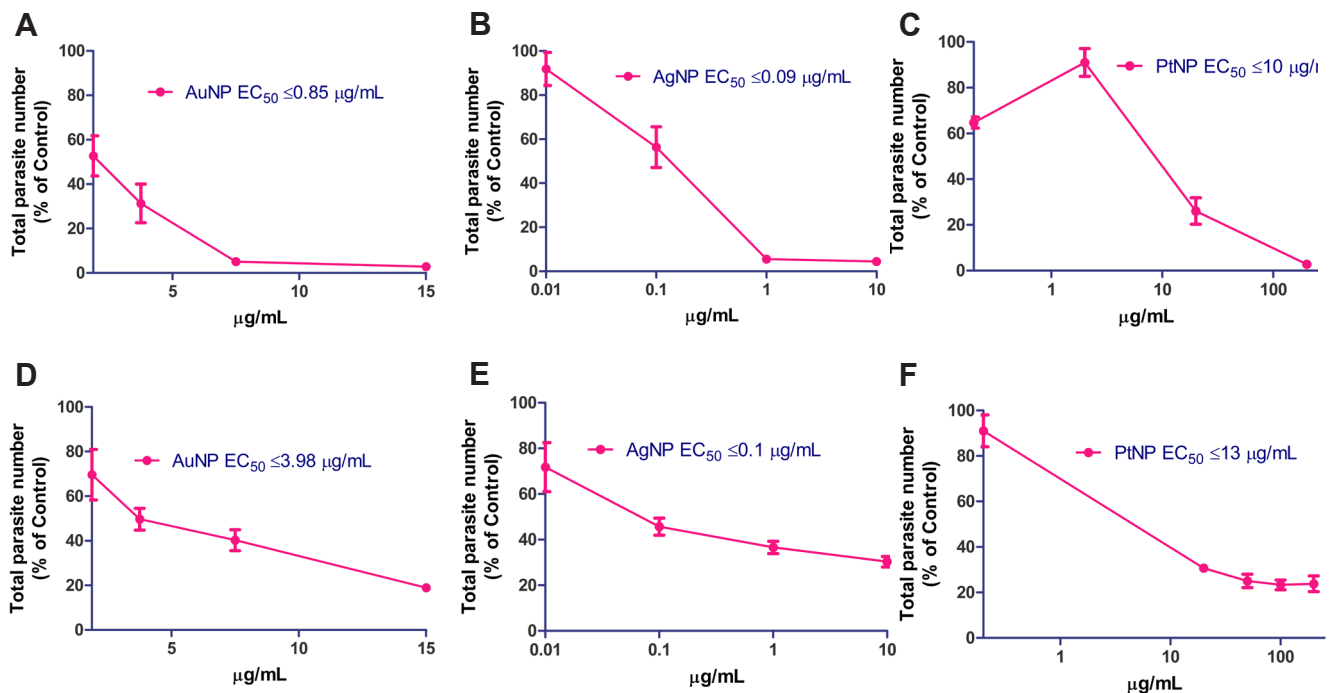 A
Total parasite number
(% of Control)
100
80
60
40
20
0
AuNP EC50 ≤0.85 μg/mL
5
10
15
μg/mL
B
Total parasite number
(% of Control)
100
80
60
40
20
0
AgNP EC50 ≤0.09 μg/mL
0.01
0.1
1
10
μg/mL
C
Total parasite number
(% of Control)
100
80
60
40
20
0
PtNP EC50 ≤10 μg/
1
10
100
μg/mL
D
Total parasite number
(% of Control)
100
80
60
40
20
0
AuNP EC50 ≤3.98 μg/mL
5
10
15
μg/mL
E
Total parasite number
(% of Control)
100
80
60
40
20
0
AgNP EC50 ≤0.1 μg/mL
0.01
0.1
1
10
μg/mL
F
Total parasite number
(% of Control)
100
80
60
40
20
0
PtNP EC50 ≤13 μg/mL
1
10
100
μg/mL